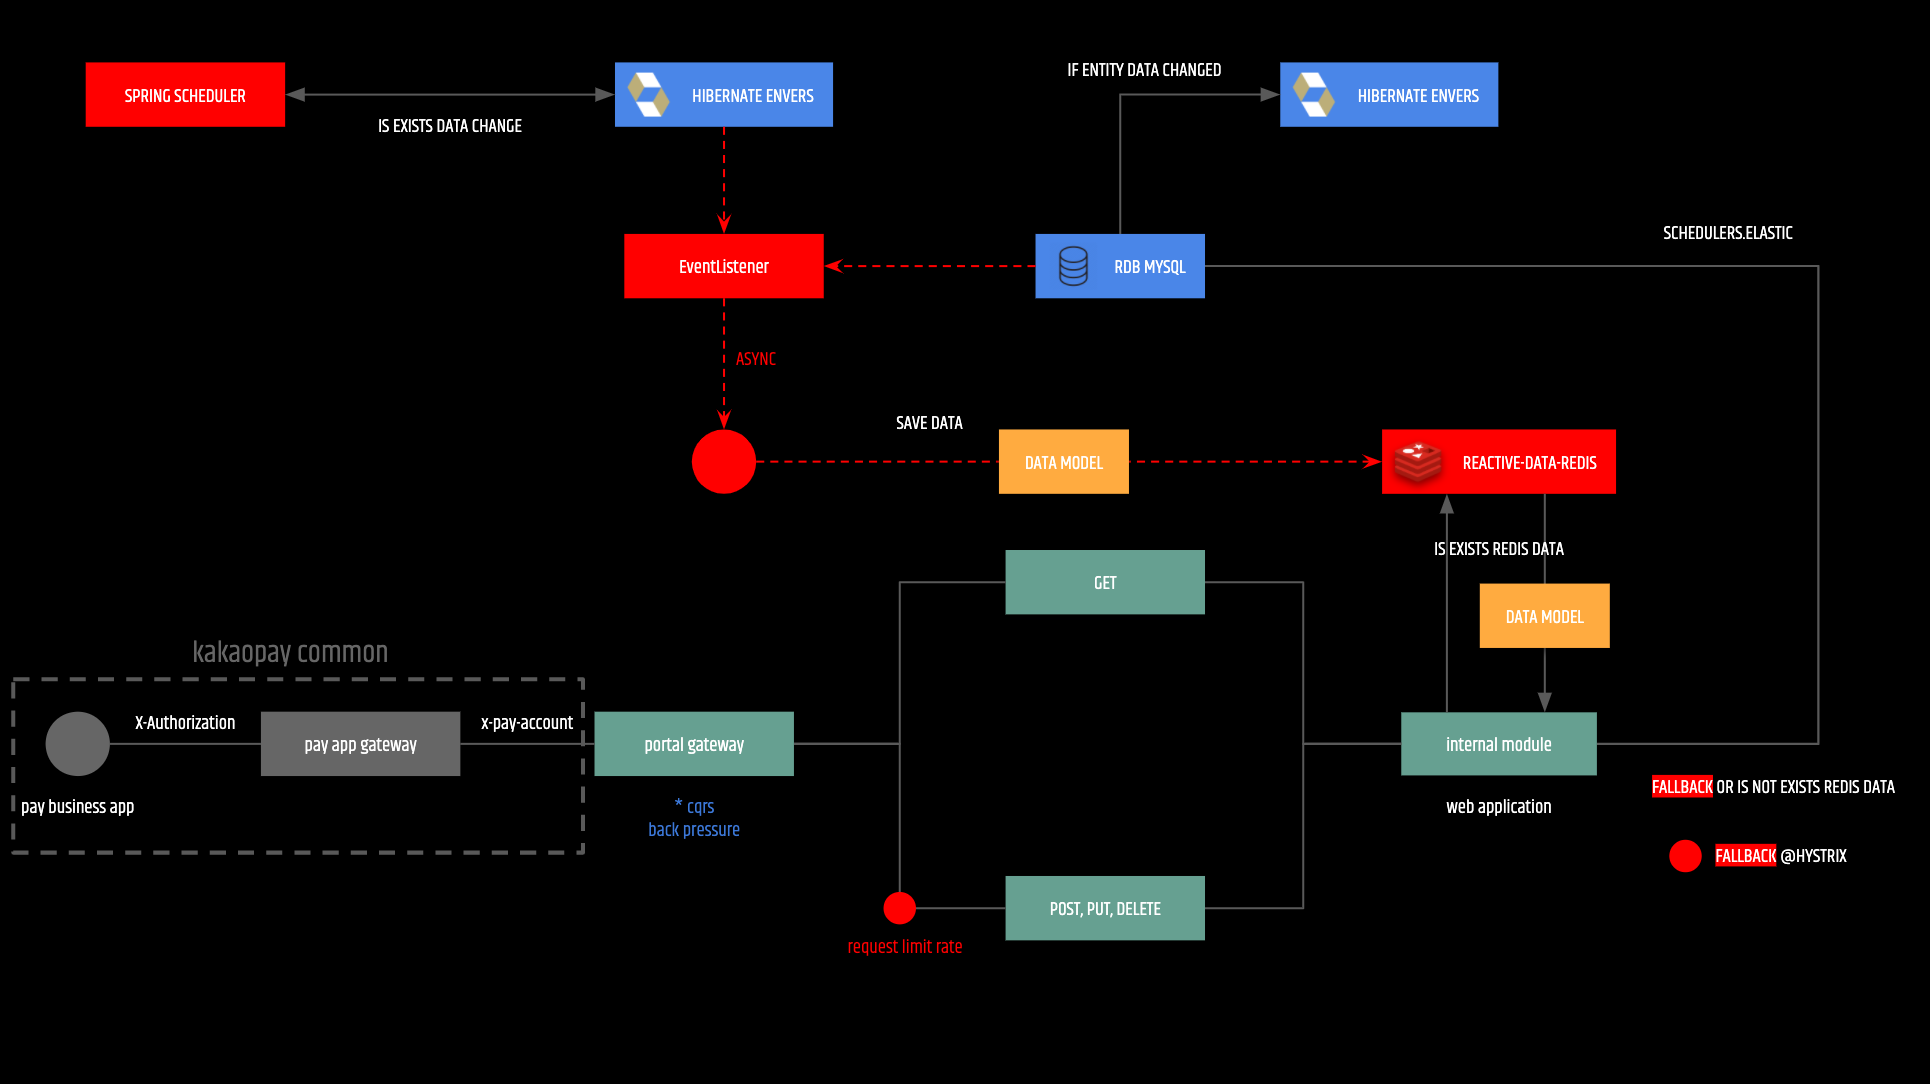 IF ENTITY DATA CHANGED
SPRING SCHEDULER
HIBERNATE ENVERS
HIBERNATE ENVERS
IS EXISTS DATA CHANGE
SCHEDULERS.ELASTIC
EventListener
RDB MYSQL
ASYNC
SAVE DATA
DATA MODEL
REACTIVE-DATA-REDIS
IS EXISTS REDIS DATA
GET
DATA MODEL
kakaopay common
X-Authorization
x-pay-account
pay app gateway
portal gateway
internal module
pay business app
* cqrs
back pressure
web application
FALLBACK OR IS NOT EXISTS REDIS DATA
FALLBACK @HYSTRIX
POST, PUT, DELETE
request limit rate